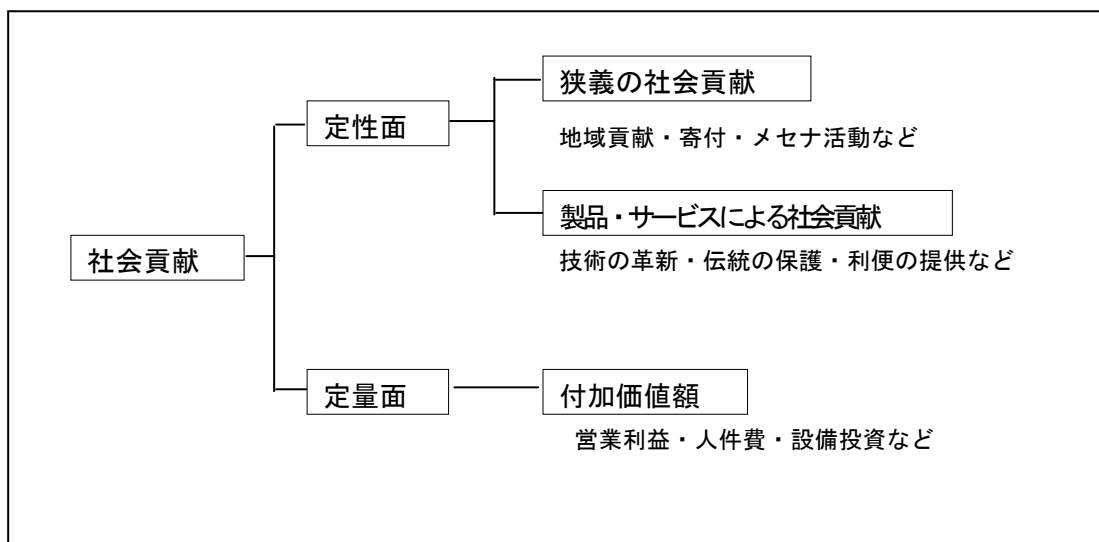 狭義の社会貢献
定性面
地域貢献・寄付・メセナ活動など
製品・サービスによる社会貢献
社会貢献
技術の革新・伝統の保護・利便の提供など
定量面
付加価値額
営業利益・人件費・設備投資など